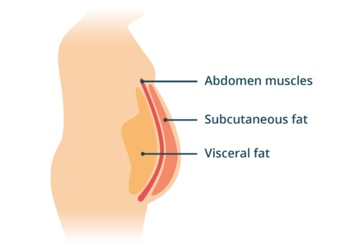 Abdomen muscles
Subcutaneous fat
Visceral fat